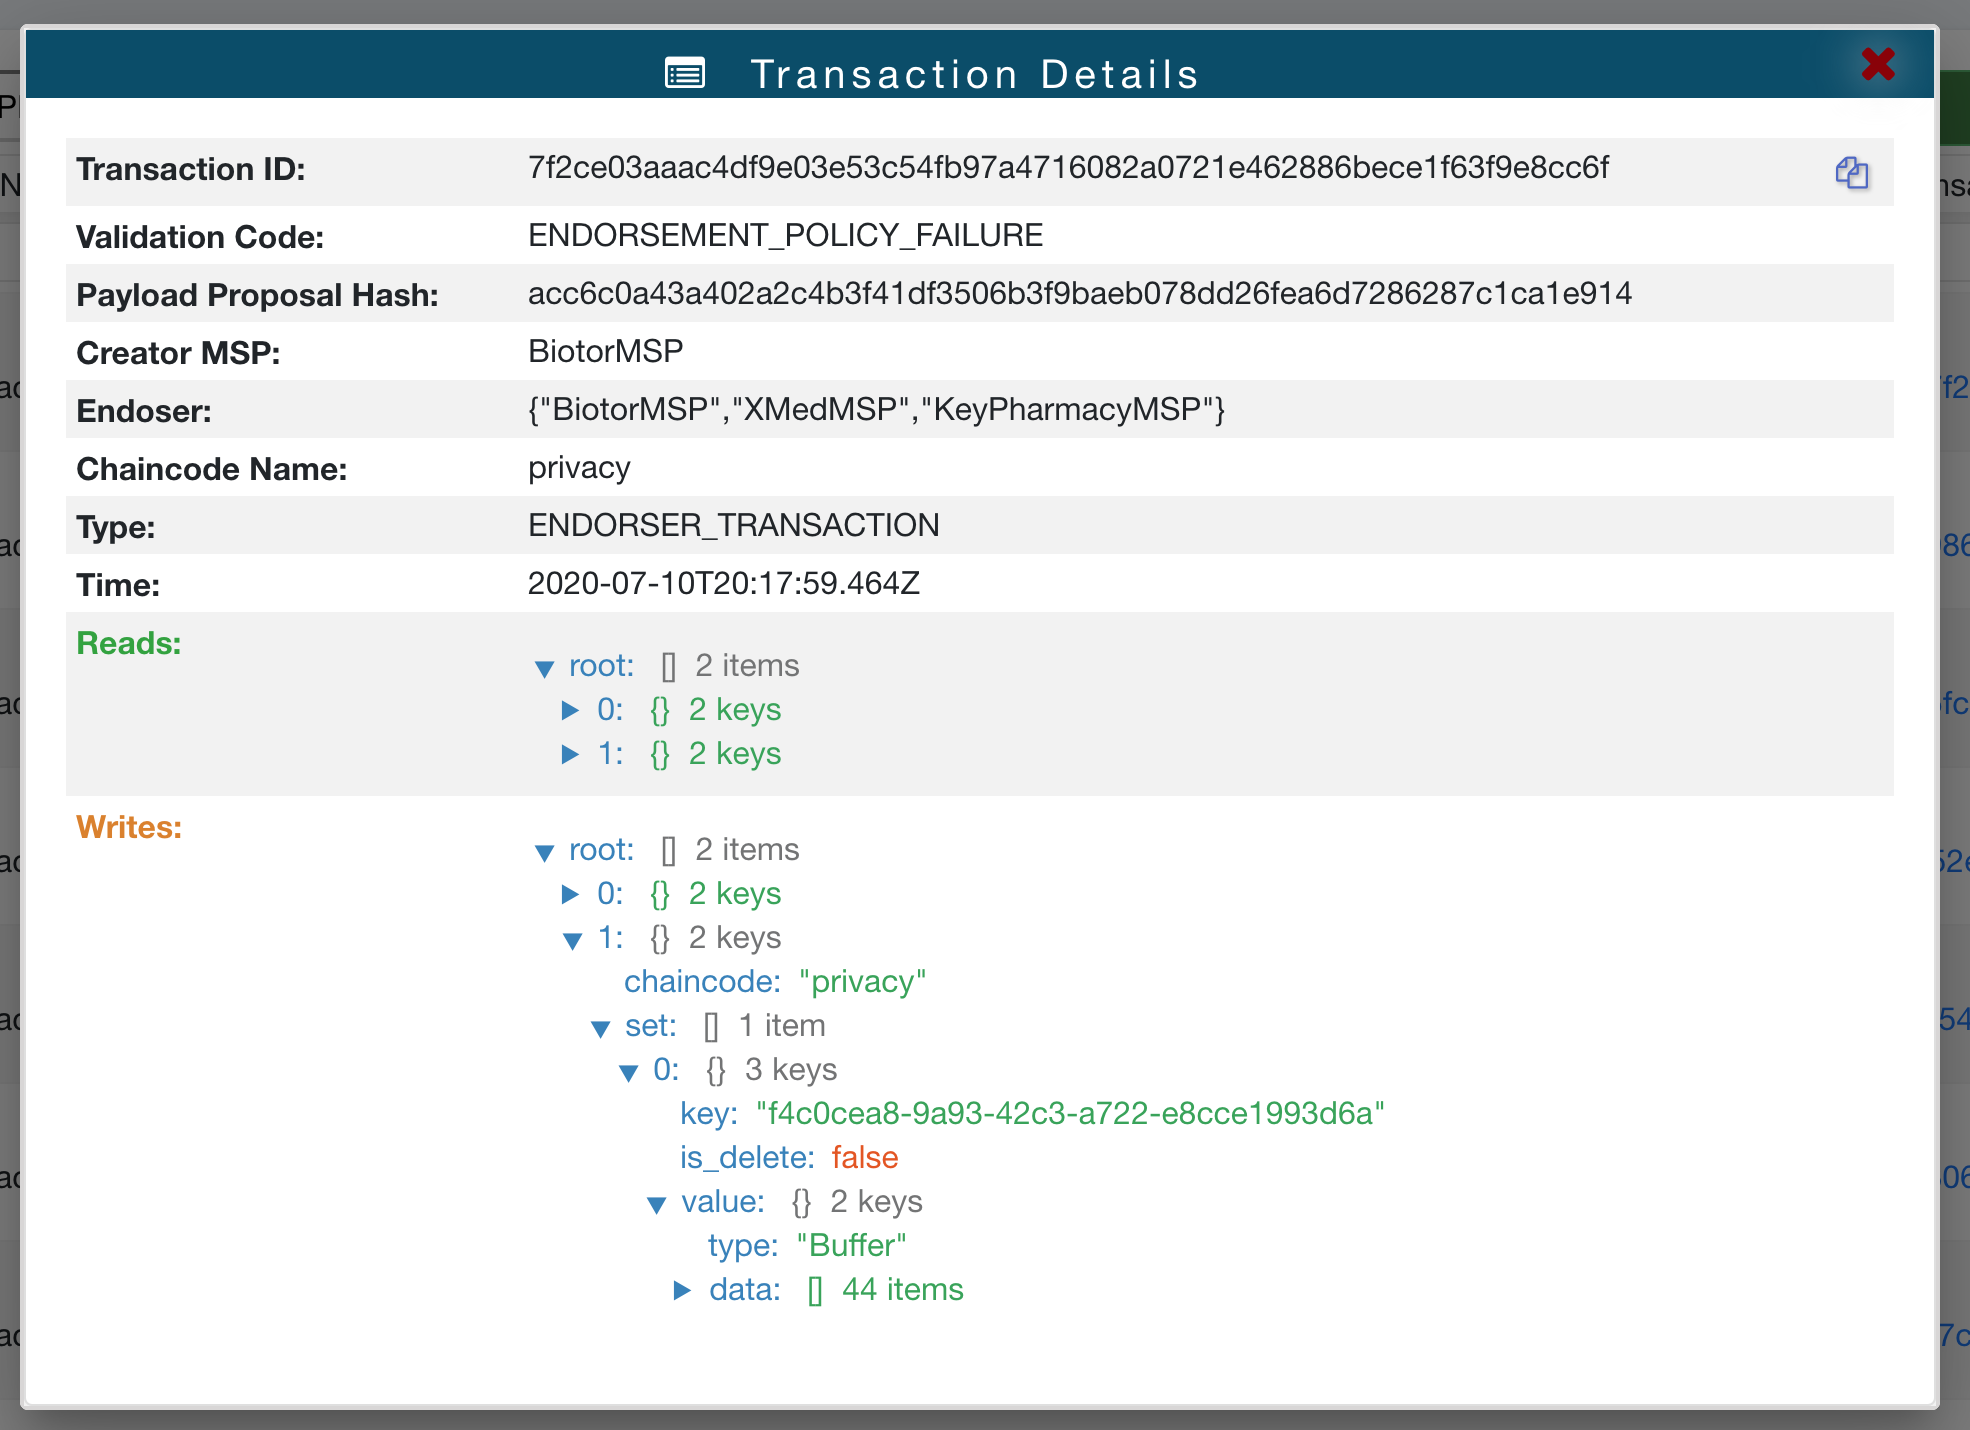 Transaction Details
Transaction ID: 7f2ce03aaac4df9e03e53c54fb97a4716082a0721e462886bece1f63f9e8cc6f
Validation Code: ENDORSEMENT_POLICY_FAILURE
Payload Proposal Hash: acc6c0a43a402a2c4b3f41df3506b3f9baeb078dd26fea6d7286287c1ca1e914
Creator MSP: BiotorMSP
Endoser: {"BiotorMSP","XMedMSP","KeyPharmacyMSP"}
Chaincode Name: privacy
Type: ENDORSER_TRANSACTION
Time: 2020-07-10T20:17:59.464Z
Reads:
root: [] 2 items
0: {} 2 keys
1: {} 2 keys
Writes:
root: [] 2 items
0: {} 2 keys
1: {} 2 keys
chaincode: "privacy"
set: [] 1 item
0: {} 3 keys
key: "f4c0cea8-9a93-42c3-a722-e8cce1993d6a"
is_delete: false
value: {} 2 keys
type: "Buffer"
data: [] 44 items